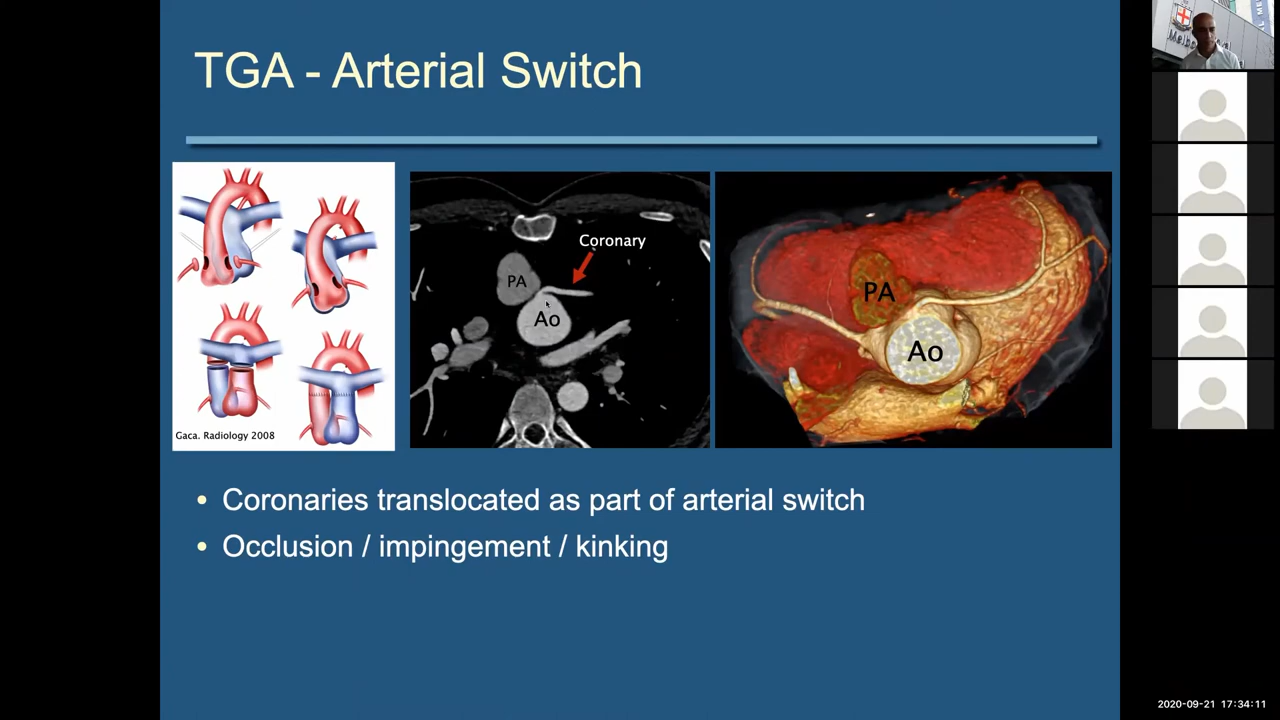 TGA - Arterial Switch
Coronary
PA
Ao
PA
Ao
Gaca. Radiology 2008
• Coronaries translocated as part of arterial switch
• Occlusion / impingement / kinking
2020-09-21 17:34:11